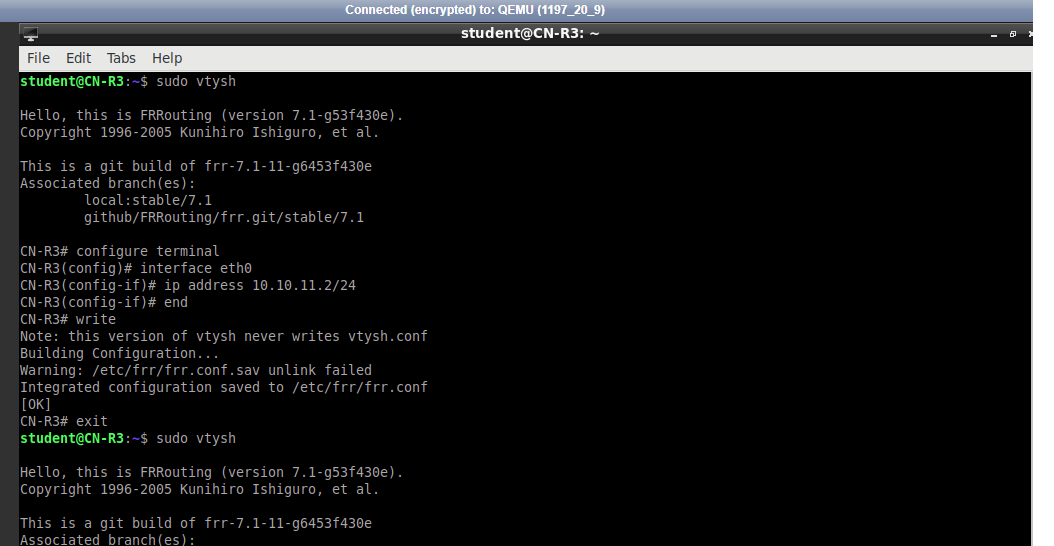 Connected (encrypted) to: QEMU (1197_20_9)
student@CN-R3: ~
File Edit Tabs Help
student@CN-R3:~$ sudo vtysh
Hello, this is FRRouting (version 7.1-g53f430e).
Copyright 1996-2005 Kunihiro Ishiguro, et al.
This is a git build of frr-7.1-11-g6453f430e
Associated branch(es):
local:stable/7.1
github/FRRouting/frr.git/stable/7.1
CN-R3# configure terminal
CN-R3(config)# interface eth0
CN-R3(config-if)# ip address 10.10.11.2/24
CN-R3(config-if)# end
CN-R3# write
Note: this version of vtysh never writes vtysh.conf
Building Configuration...
Warning: /etc/frr/frr.conf.sav unlink failed
Integrated configuration saved to /etc/frr/frr.conf
[OK]
CN-R3# exit
student@CN-R3:~$ sudo vtysh
Hello, this is FRRouting (version 7.1-g53f430e).
Copyright 1996-2005 Kunihiro Ishiguro, et al.
This is a git build of frr-7.1-11-g6453f430e
Associated branch(es):